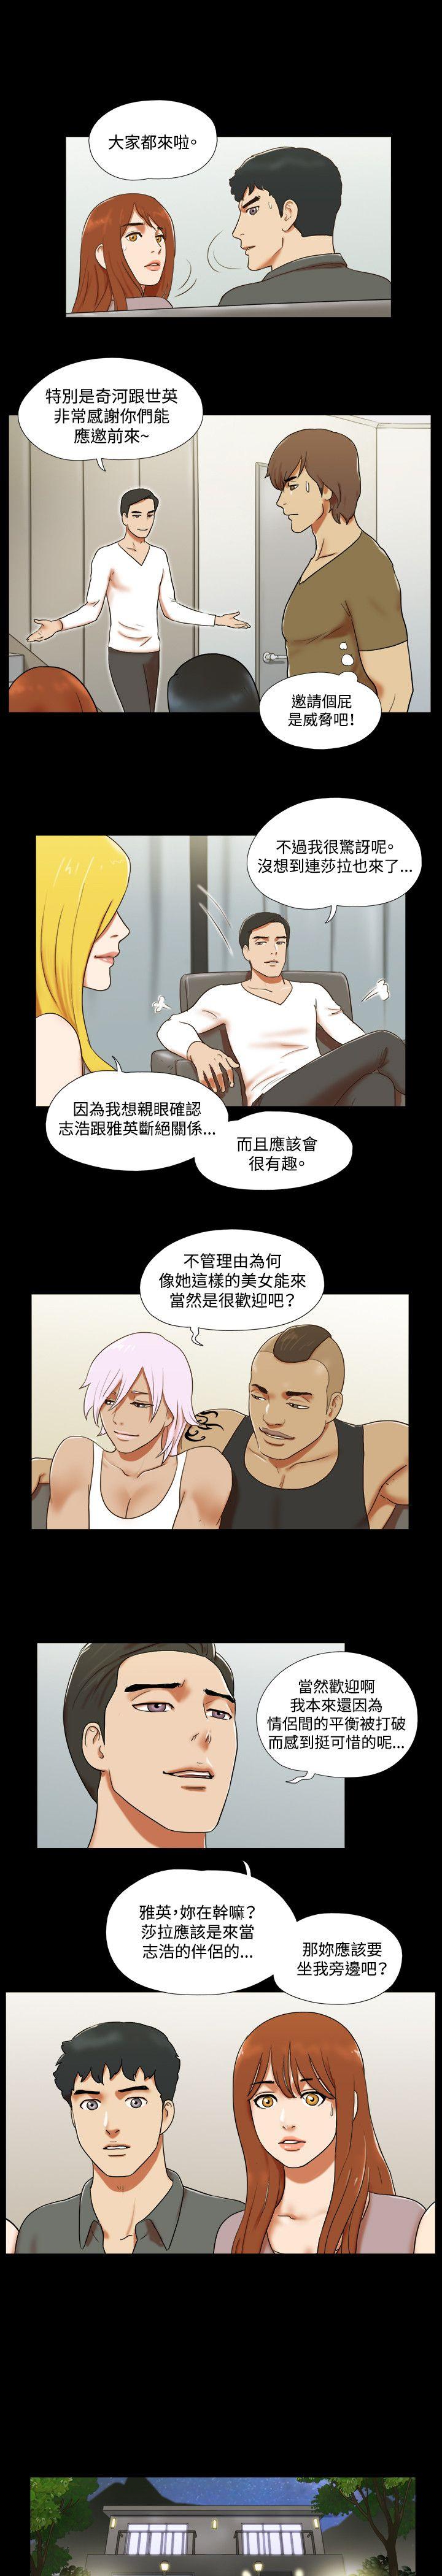 大家都來啦。
特別是奇河跟世英
非常感謝你們能
應邀前來~
邀請個屁
是威脅吧!
不過我很驚訝呢。
沒想到連莎拉也來了...
因為我想親眼確認
志浩跟雅英斷絕關係...
而且應該會
很有趣。
不管理由為何
像她這樣的美女能來
當然是很歡迎吧?
當然歡迎啊
我本來還因為
情侶間的平衡被打破
而感到挺可惜的呢...
雅英,妳在幹嘛?
莎拉應該是來當
志浩的伴侶的...
那妳應該要
坐我旁邊吧?